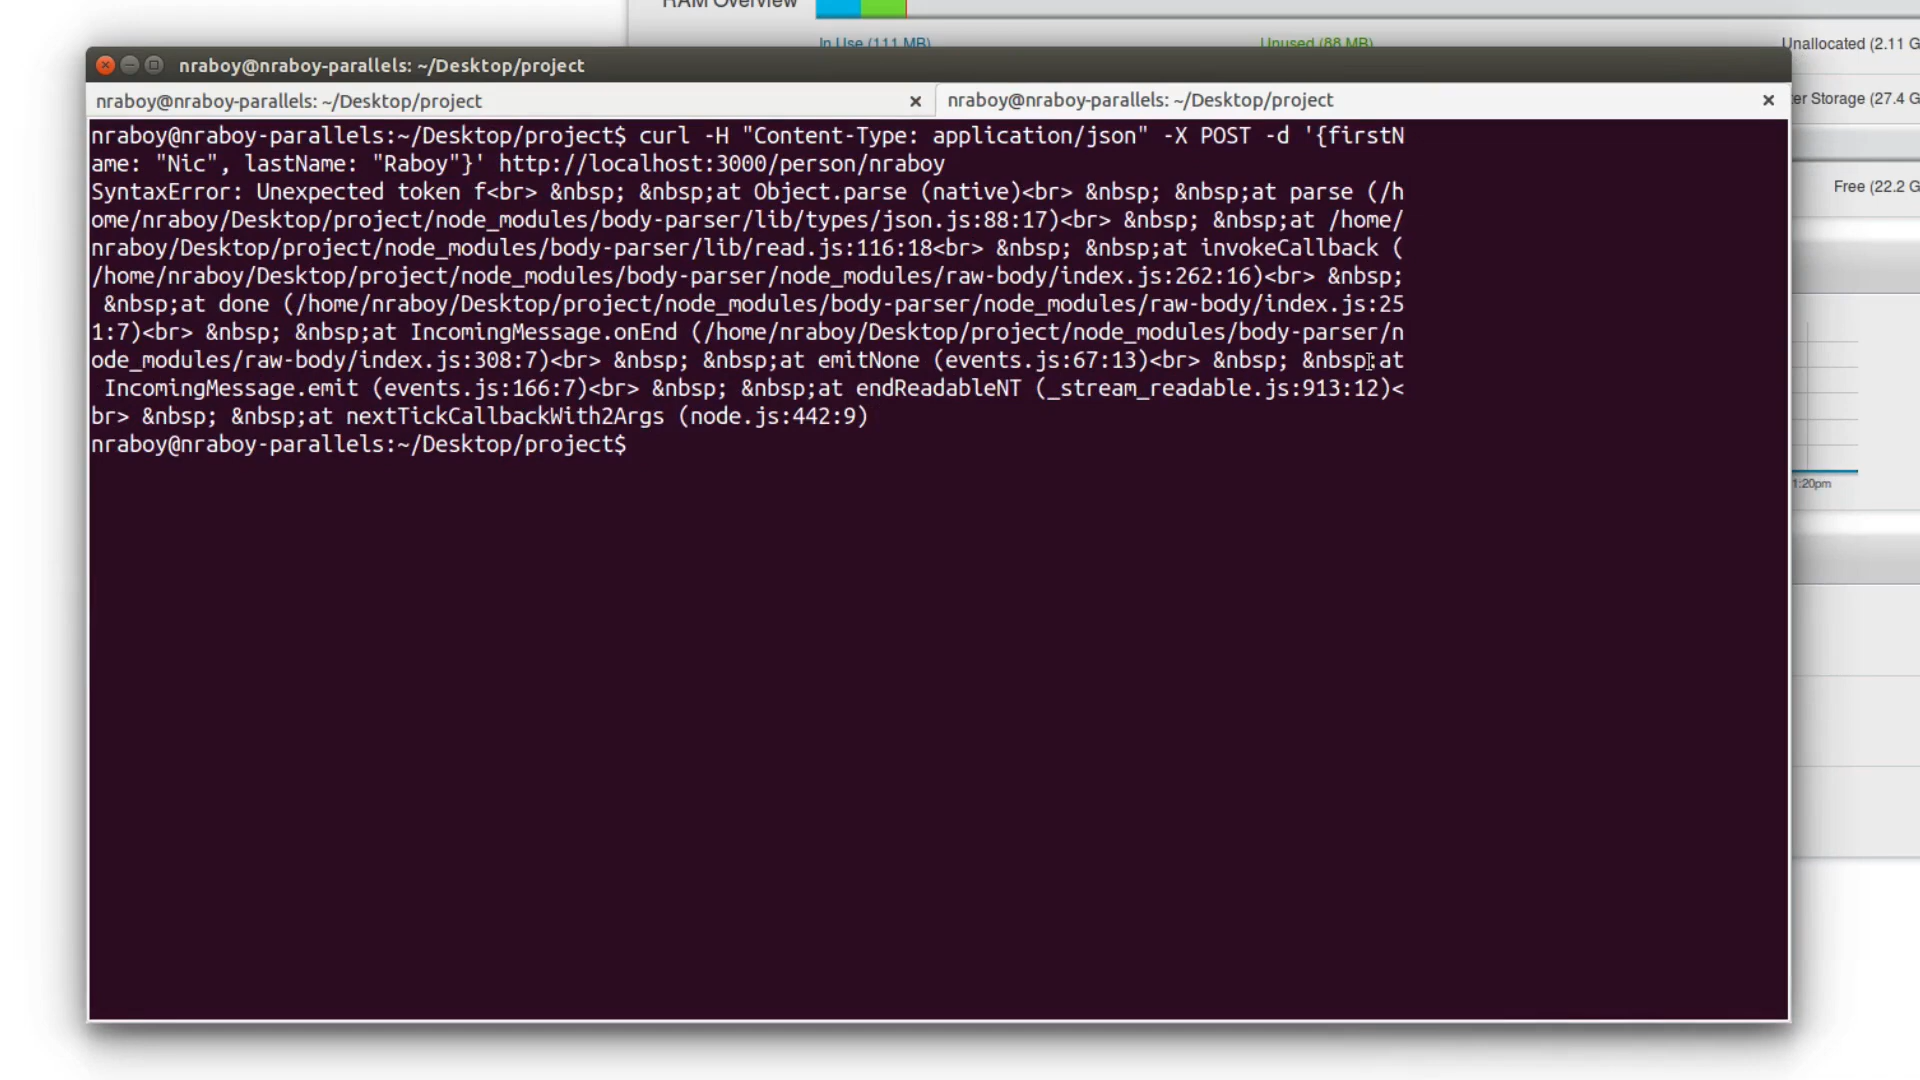 RAM Overview
In Use (111 MB)
Unused (88 MB)
Unallocated (2.11 G
nraboy@nraboy-parallels: ~/Desktop/project
nraboy@nraboy-parallels: ~/Desktop/project
nraboy@nraboy-parallels: ~/Desktop/project
er Storage (27.4 G
nraboy@nraboy-parallels:~/Desktop/project$ curl -H "Content-Type: application/json" -X POST -d '{firstN
ame: "Nic", lastName: "Raboy"}' http://localhost:3000/person/nraboy
SyntaxError: Unexpected token f<br> &nbsp; &nbsp;at Object.parse (native)<br> &nbsp; &nbsp;at parse (/h
ome/nraboy/Desktop/project/node_modules/body-parser/lib/types/json.js:88:17)<br> &nbsp; &nbsp;at /home/
nraboy/Desktop/project/node_modules/body-parser/lib/read.js:116:18<br> &nbsp; &nbsp;at invokeCallback (
/home/nraboy/Desktop/project/node_modules/body-parser/node_modules/raw-body/index.js:262:16)<br> &nbsp;
 &nbsp;at done (/home/nraboy/Desktop/project/node_modules/body-parser/node_modules/raw-body/index.js:25
1:7)<br> &nbsp; &nbsp;at IncomingMessage.onEnd (/home/nraboy/Desktop/project/node_modules/body-parser/n
ode_modules/raw-body/index.js:308:7)<br> &nbsp; &nbsp;at emitNone (events.js:67:13)<br> &nbsp; &nbsp;at
 IncomingMessage.emit (events.js:166:7)<br> &nbsp; &nbsp;at endReadableNT (_stream_readable.js:913:12)<
br> &nbsp; &nbsp;at nextTickCallbackWith2Args (node.js:442:9)
nraboy@nraboy-parallels:~/Desktop/project$
Free (22.2 G
1:20pm